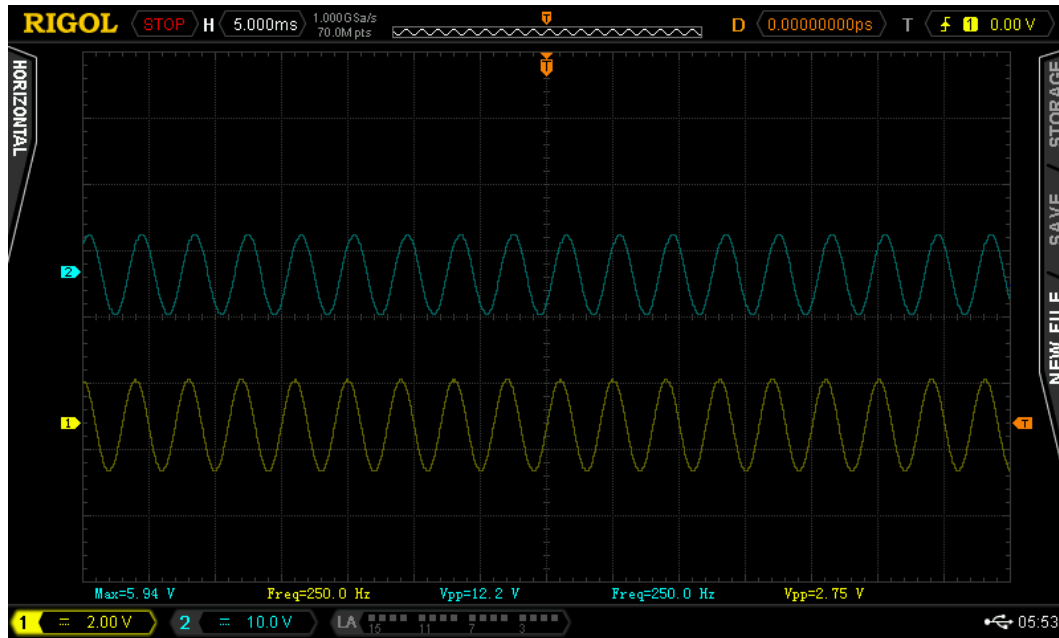 RIGOL STOP H 5.000ms 1.000GSa/s 70.0M pts D 0.00000000ps T 1 0.00 V
T
HORIZONTAL
STORAGE
SAVE
NEW FILE
2
1
T
Max=5.94 V Freq=250.0 Hz Vpp=12.2 V Freq=250.0 Hz Vpp=2.75 V
1 = 2.00 V 2 = 10.0 V LA 15 11 7 3 05:53